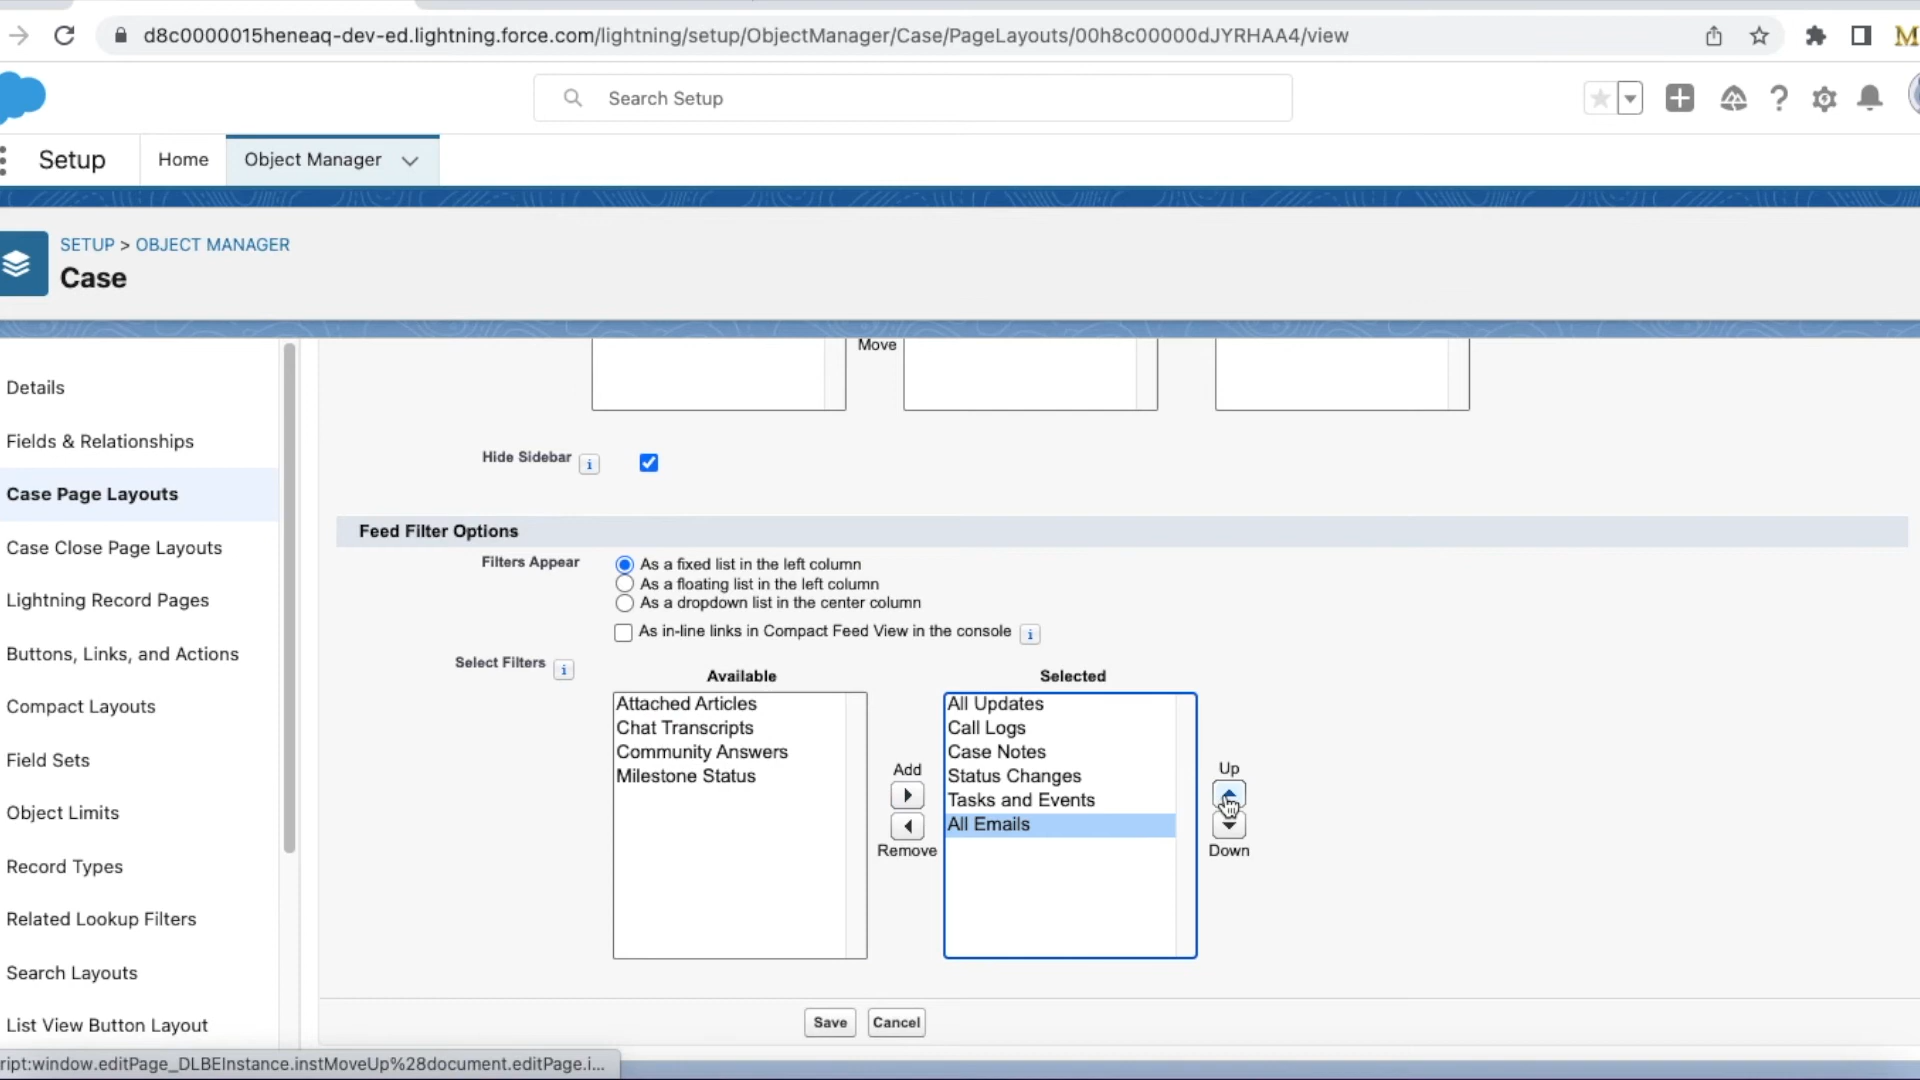 d8c0000015heneaq-dev-ed.lightning.force.com/lightning/setup/ObjectManager/Case/PageLayouts/00h8c00000dJYRHAA4/view
M
Search Setup
Setup
Home
Object Manager
SETUP > OBJECT MANAGER
Case
Details
Fields & Relationships
Case Page Layouts
Case Close Page Layouts
Lightning Record Pages
Buttons, Links, and Actions
Compact Layouts
Field Sets
Object Limits
Record Types
Related Lookup Filters
Search Layouts
List View Button Layout
Move
Hide Sidebar
Feed Filter Options
Filters Appear
As a fixed list in the left column
As a floating list in the left column
As a dropdown list in the center column
As in-line links in Compact Feed View in the console
Select Filters
Available
Attached Articles
Chat Transcripts
Community Answers
Milestone Status
Add
Remove
Selected
All Updates
Call Logs
Case Notes
Status Changes
Tasks and Events
All Emails
Up
Down
Save
Cancel
ript:window.editPage_DLBEInstance.instMoveUp%28document.editPage.i...